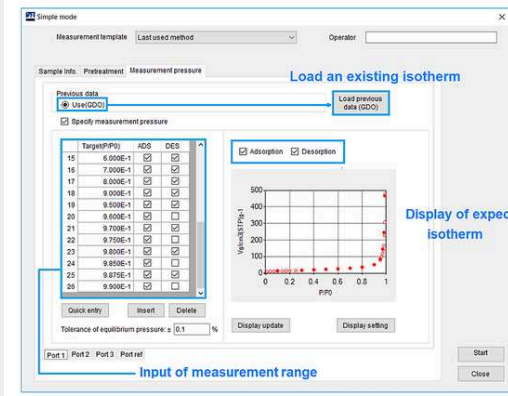 Simple mode
Measurement template Last used method Operator
Sample Info. Pretreatment Measurement pressure
Load an existing isotherm
Previous data
Use(GDO)
Load previous
data (GDO)
Specify measurement pressure
Target(P/P0) ADS DES
15 6.000E-1
16 7.000E-1
17 8.000E-1
18 9.000E-1
19 9.500E-1
20 9.600E-1
21 9.700E-1
22 9.750E-1
23 9.800E-1
24 9.850E-1
25 9.875E-1
26 9.900E-1
Quick entry Insert Delete
Tolerance of equilibrium pressure: ± 0.1 %
Adsorption Desorption
500
400
300
200
100
0
0 0.2 0.4 0.6 0.8 1
P/P0
Display of expec
isotherm
Display update Display setting
Port 1 Port 2 Port 3 Port ref
Input of measurement range
Start
Close